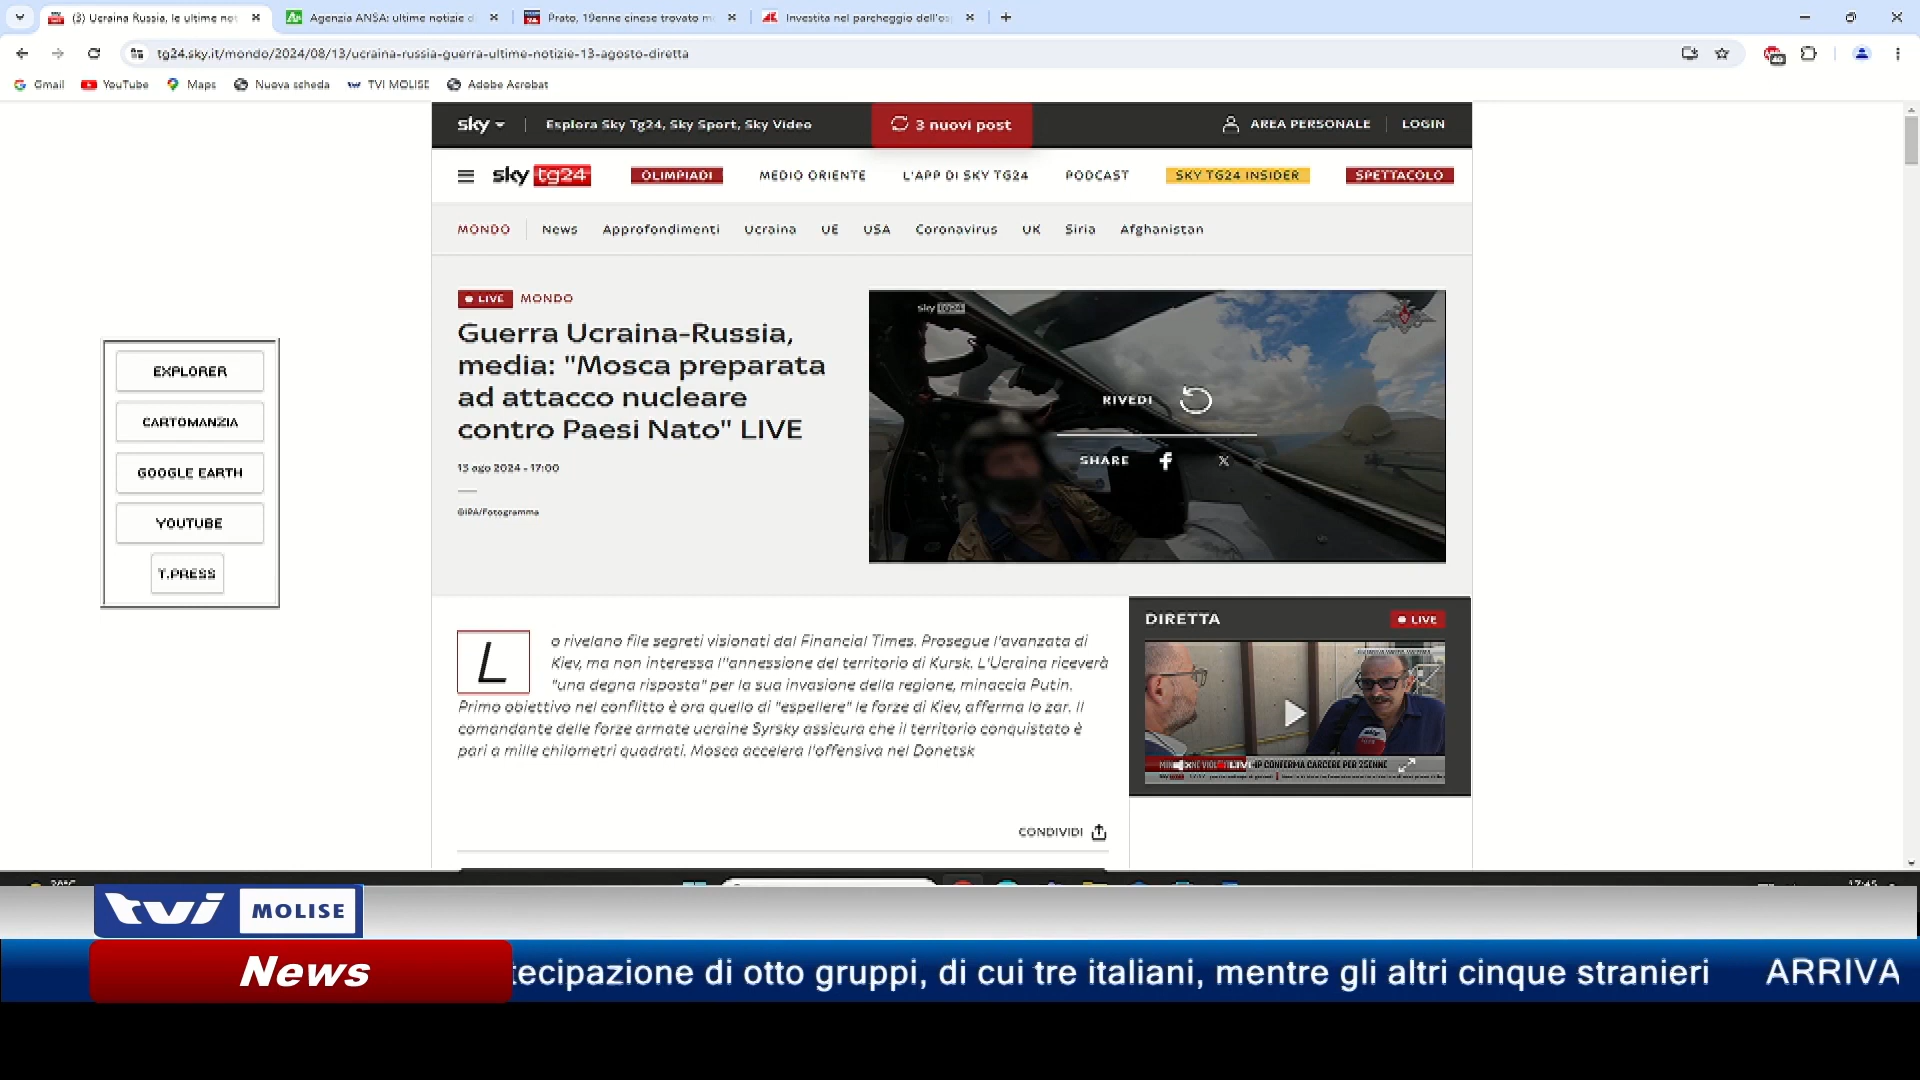 (3) Ucraina Russia, le ultime not
Agenzia ANSA: ultime notizie d
Prato, 19enne cinese trovato m
Investita nel parcheggio dell'os
tg24.sky.it/mondo/2024/08/13/ucraina-russia-guerra-ultime-notizie-13-agosto-diretta
Gmail YouTube Maps Nuova scheda TVI MOLISE Adobe Acrobat
sky Esplora Sky Tg24, Sky Sport, Sky Video 3 nuovi post AREA PERSONALE LOGIN
sky tg24 OLIMPIADI MEDIO ORIENTE L'APP DI SKY TG24 PODCAST SKY TG24 INSIDER SPETTACOLO
MONDO News Approfondimenti Ucraina UE USA Coronavirus UK Siria Afghanistan
LIVE MONDO
Guerra Ucraina-Russia,
media: "Mosca preparata
ad attacco nucleare
contro Paesi Nato" LIVE
13 ago 2024 - 17:00
©IPA/Fotogramma
sky tg24
RIVEDI
SHARE
EXPLORER
CARTOMANZIA
GOOGLE EARTH
YOUTUBE
T.PRESS
Lo rivelano file segreti visionati dal Financial Times. Prosegue l'avanzata di
Kiev, ma non interessa l''annessione del territorio di Kursk. L'Ucraina riceverà
"una degna risposta" per la sua invasione della regione, minaccia Putin.
Primo obiettivo nel conflitto è ora quello di "espellere" le forze di Kiev, afferma lo zar. Il
comandante delle forze armate ucraine Syrsky assicura che il territorio conquistato è
pari a mille chilometri quadrati. Mosca accelera l'offensiva nel Donetsk
CONDIVIDI
DIRETTA LIVE
CONFERMA CARCERE PER 25ENNE
17:45
tvi MOLISE
News
tecipazione di otto gruppi, di cui tre italiani, mentre gli altri cinque stranieri ARRIVA